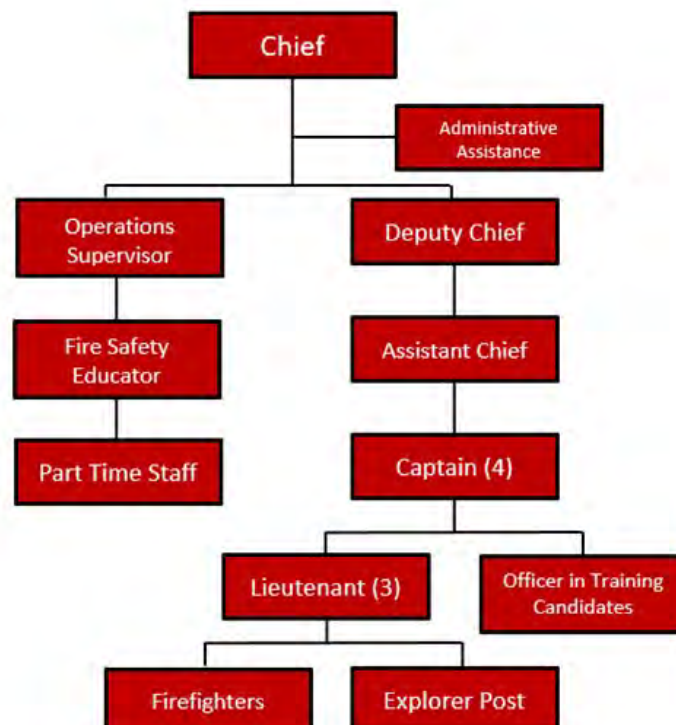 Chief
Administrative
Assistance
Operations
Supervisor
Deputy Chief
Fire Safety
Educator
Assistant Chief
Part Time Staff
Captain (4)
Lieutenant (3)
Officer in Training
Candidates
Firefighters
Explorer Post